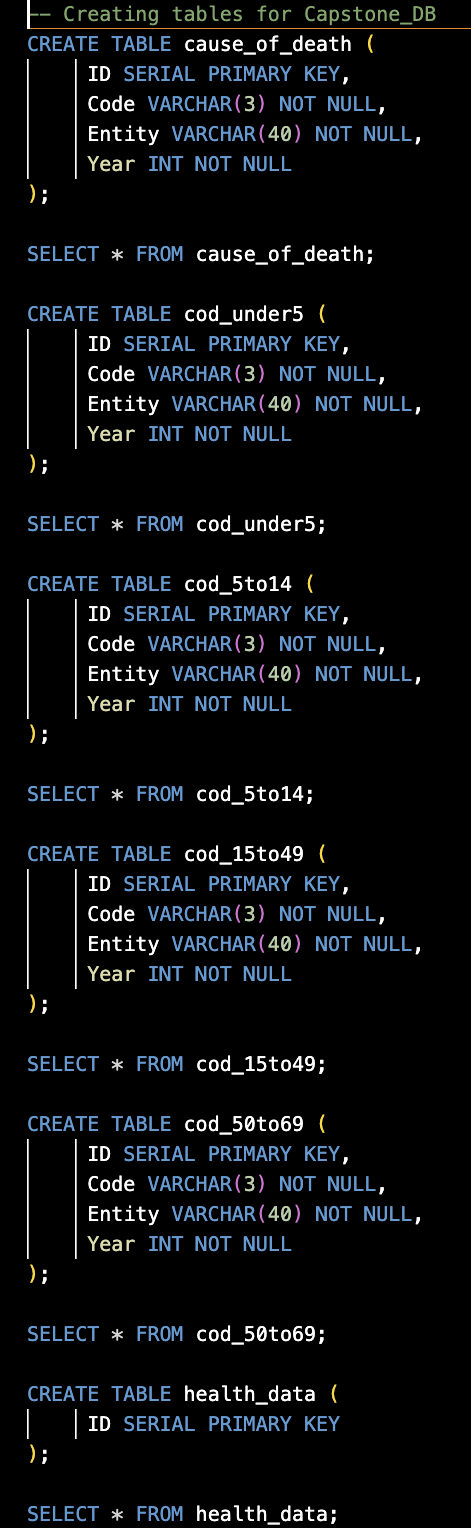 -- Creating tables for Capstone_DB
CREATE TABLE cause_of_death (
ID SERIAL PRIMARY KEY,
Code VARCHAR(3) NOT NULL,
Entity VARCHAR(40) NOT NULL,
Year INT NOT NULL
);
SELECT * FROM cause_of_death;
CREATE TABLE cod_under5 (
ID SERIAL PRIMARY KEY,
Code VARCHAR(3) NOT NULL,
Entity VARCHAR(40) NOT NULL,
Year INT NOT NULL
);
SELECT * FROM cod_under5;
CREATE TABLE cod_5to14 (
ID SERIAL PRIMARY KEY,
Code VARCHAR(3) NOT NULL,
Entity VARCHAR(40) NOT NULL,
Year INT NOT NULL
);
SELECT * FROM cod_5to14;
CREATE TABLE cod_15to49 (
ID SERIAL PRIMARY KEY,
Code VARCHAR(3) NOT NULL,
Entity VARCHAR(40) NOT NULL,
Year INT NOT NULL
);
SELECT * FROM cod_15to49;
CREATE TABLE cod_50to69 (
ID SERIAL PRIMARY KEY,
Code VARCHAR(3) NOT NULL,
Entity VARCHAR(40) NOT NULL,
Year INT NOT NULL
);
SELECT * FROM cod_50to69;
CREATE TABLE health_data (
ID SERIAL PRIMARY KEY
);
SELECT * FROM health_data;